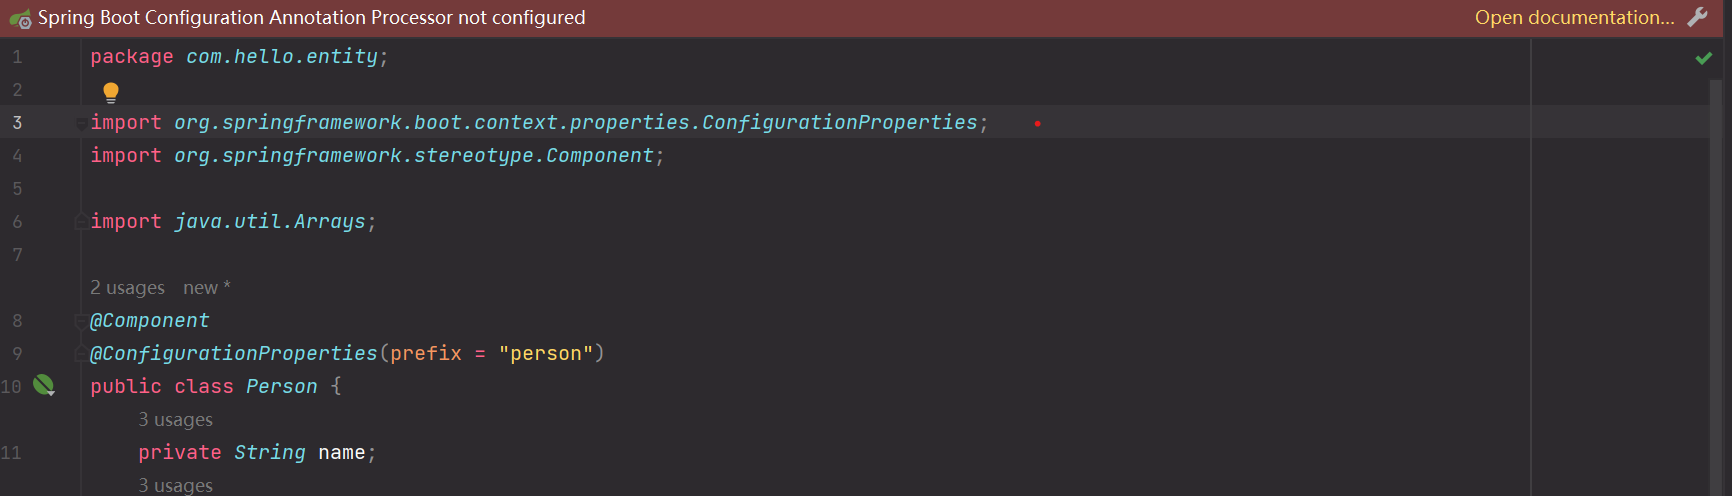 Spring Boot Configuration Annotation Processor not configured Open documentation...
1 package com.hello.entity;
2
3 import org.springframework.boot.context.properties.ConfigurationProperties;
4 import org.springframework.stereotype.Component;
5
6 import java.util.Arrays;
7
2 usages new *
8 @Component
9 @ConfigurationProperties(prefix = "person")
10 public class Person {
3 usages
11 private String name;
3 usages